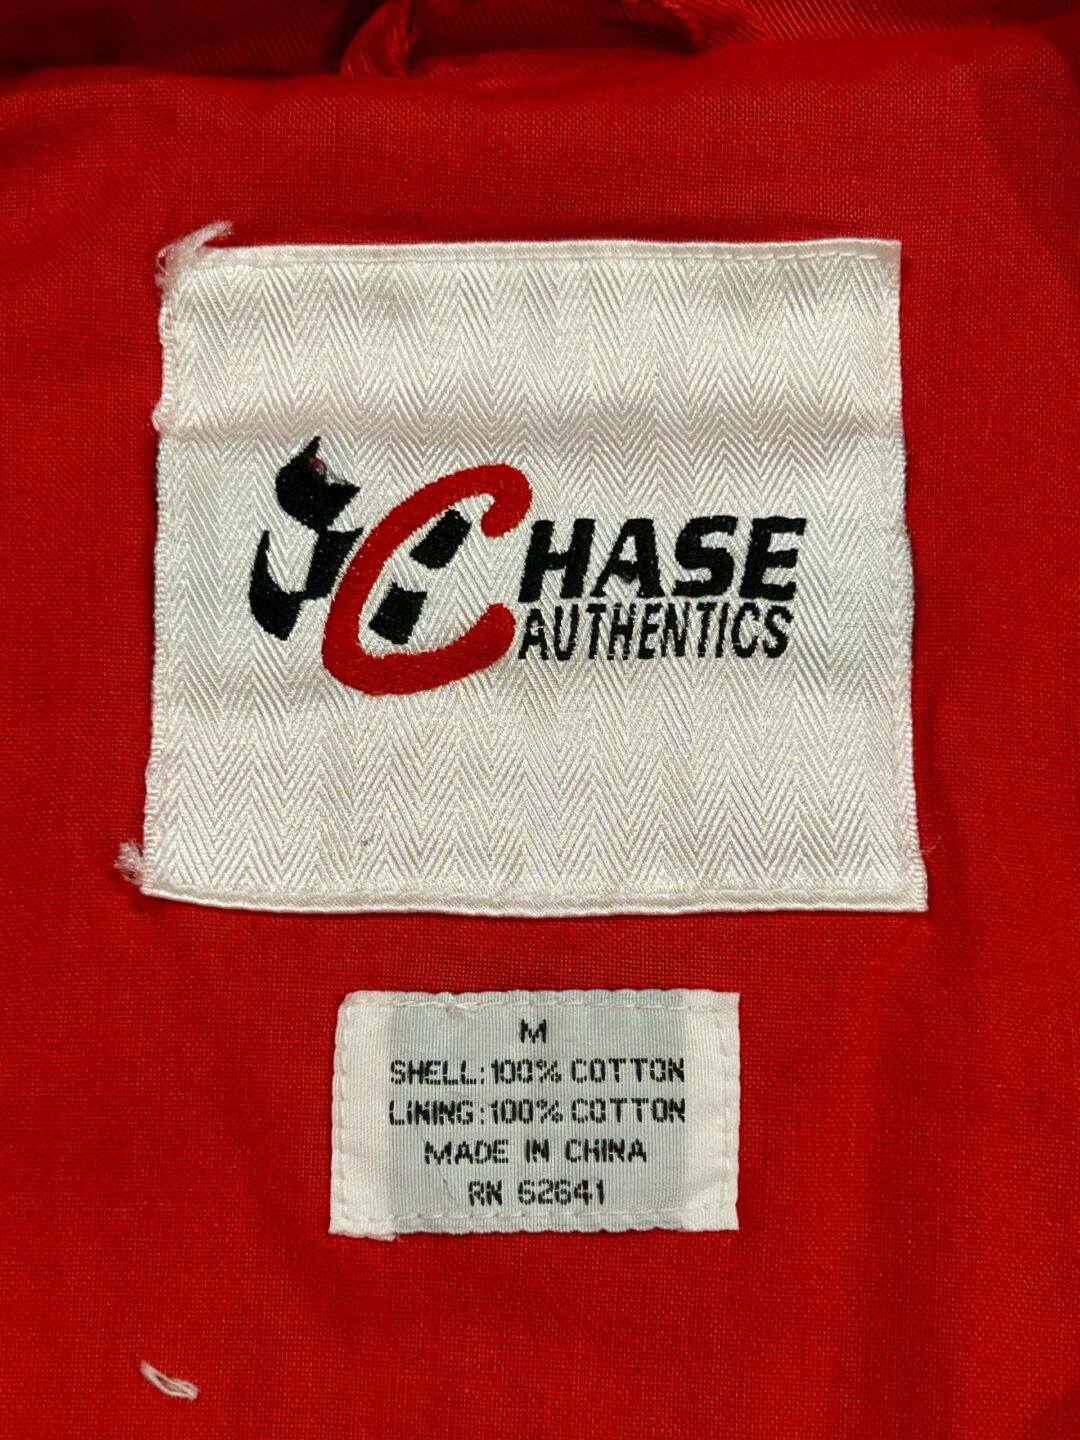 CHASE
AUTHENTICS
M
SHELL:100% COTTON
LINING:100% COTTON
MADE IN CHINA
RN 62641